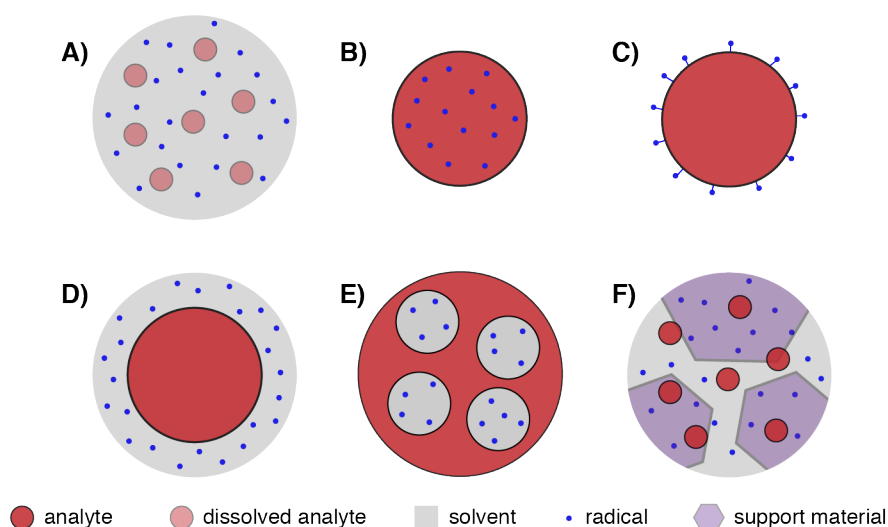 A)
B)
C)
D)
E)
F)
analyte
dissolved analyte
solvent
radical
support material